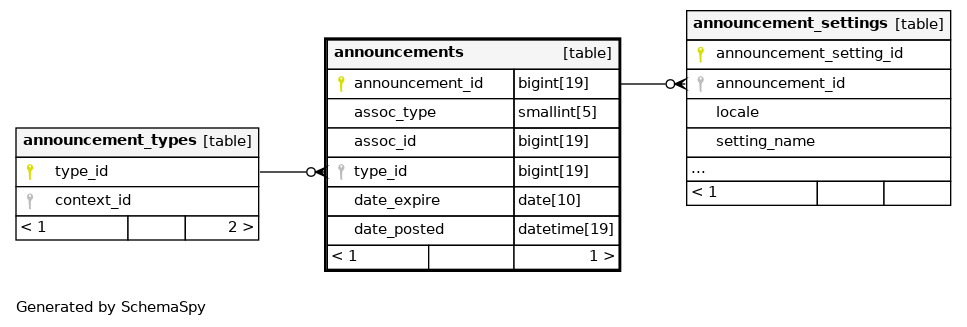 announcement_types [table]
type_id
context_id
< 1 2 >
announcements [table]
announcement_id bigint[19]
assoc_type smallint[5]
assoc_id bigint[19]
type_id bigint[19]
date_expire date[10]
date_posted datetime[19]
< 1 1 >
announcement_settings [table]
announcement_setting_id
announcement_id
locale
setting_name
...
< 1
Generated by SchemaSpy